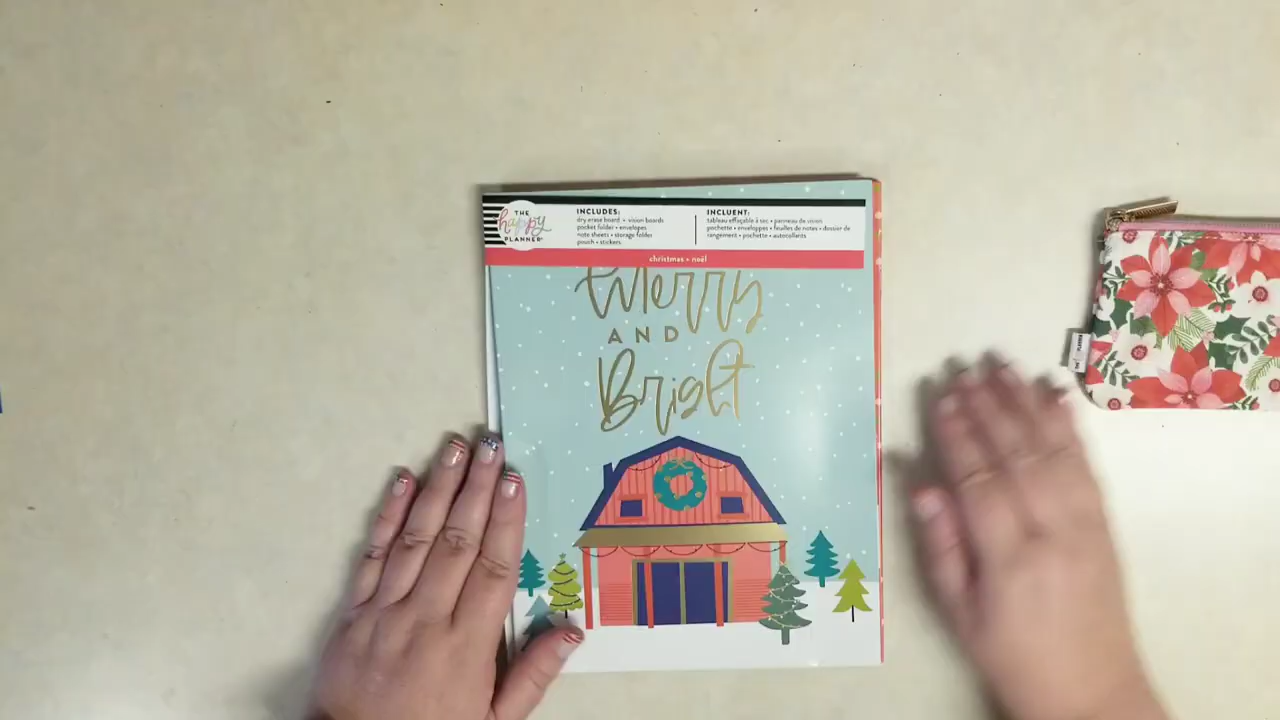 THE
happy
PLANNER
INCLUDES:
dry erase board • vision boards
pocket folder • envelopes
note sheets • storage folder
pouch • stickers
INCLUENT:
tableau effaçable à sec • panneau de vision
pochette • enveloppes • feuilles de notes • dossier de
rangement • pochette • autocollants
christmas • noël
Merry
AND
Bright